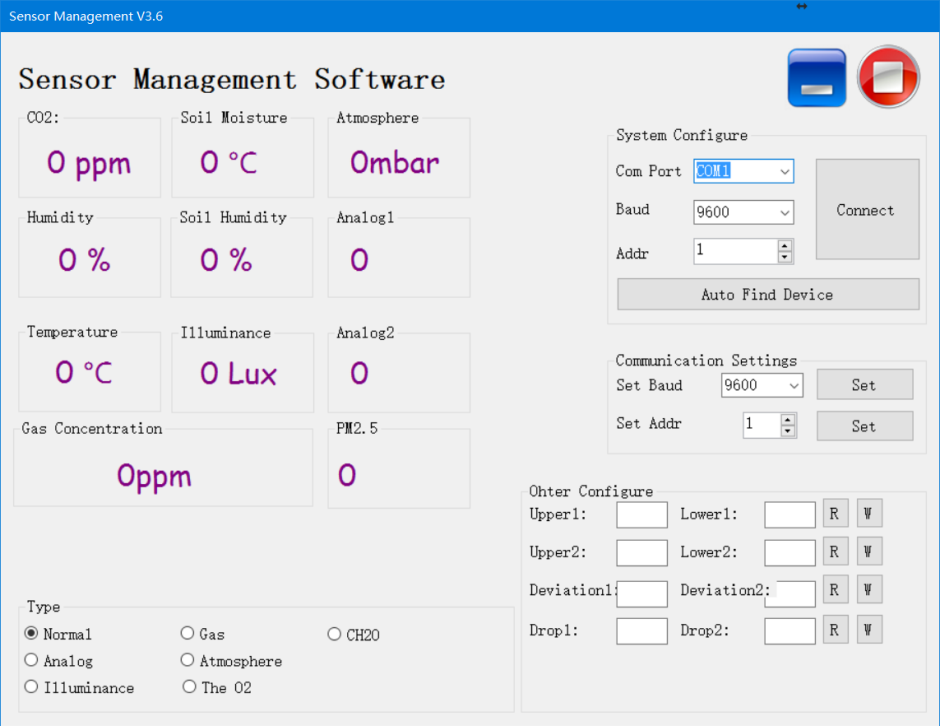 Sensor Management V3.6
Sensor Management Software
CO2: Soil Moisture Atmosphere
0 ppm 0 °C 0mbar
Humidity Soil Humidity Analog1
0 % 0 % 0
Temperature Illuminance Analog2
0 °C 0 Lux 0
Gas Concentration PM2.5
0ppm 0
Type
Normal Gas CH2O
Analog Atmosphere
Illuminance The O2
System Configure
Com Port COM1
Baud 9600
Addr 1
Connect
Auto Find Device
Communication Settings
Set Baud 9600 Set
Set Addr 1 Set
Ohter Configure
Upper1: Lower1: R W
Upper2: Lower2: R W
Deviation1: Deviation2: R W
Drop1: Drop2: R W